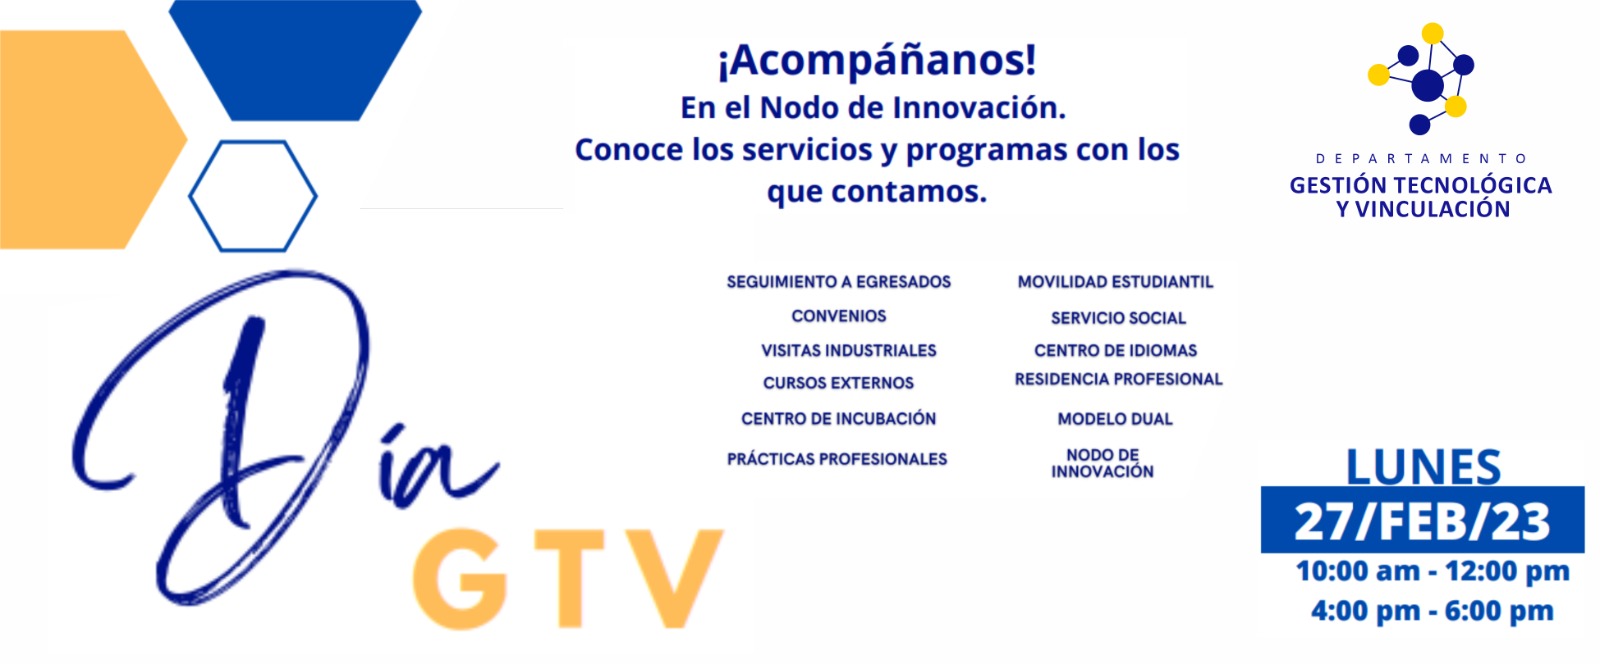 ¡Acompáñanos!
En el Nodo de Innovación.
Conoce los servicios y programas con los
que contamos.
DEPARTAMENTO
GESTIÓN TECNOLÓGICA
Y VINCULACIÓN
Día
GTV
SEGUIMIENTO A EGRESADOS
CONVENIOS
VISITAS INDUSTRIALES
CURSOS EXTERNOS
CENTRO DE INCUBACIÓN
PRÁCTICAS PROFESIONALES
MOVILIDAD ESTUDIANTIL
SERVICIO SOCIAL
CENTRO DE IDIOMAS
RESIDENCIA PROFESIONAL
MODELO DUAL
NODO DE
INNOVACIÓN
LUNES
27/FEB/23
10:00 am - 12:00 pm
4:00 pm - 6:00 pm